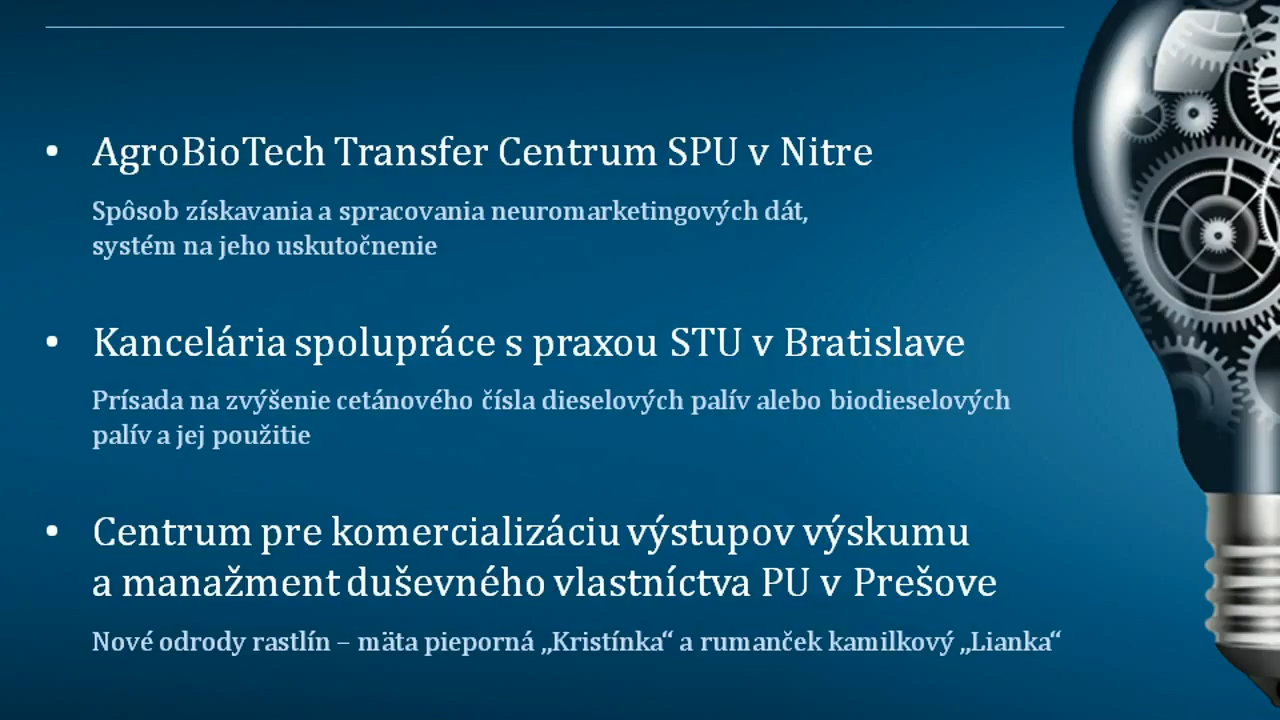 • AgroBioTech Transfer Centrum SPU v Nitre
Spôsob získavania a spracovania neuromarketingových dát,
systém na jeho uskutočnenie
• Kancelária spolupráce s praxou STU v Bratislave
Prísada na zvýšenie cetánového čísla dieselových palív alebo biodieselových
palív a jej použitie
• Centrum pre komercializáciu výstupov výskumu
a manažment duševného vlastníctva PU v Prešove
Nové odrody rastlín – mäta pieporná „Kristínka“ a rumanček kamilkový „Lianka“